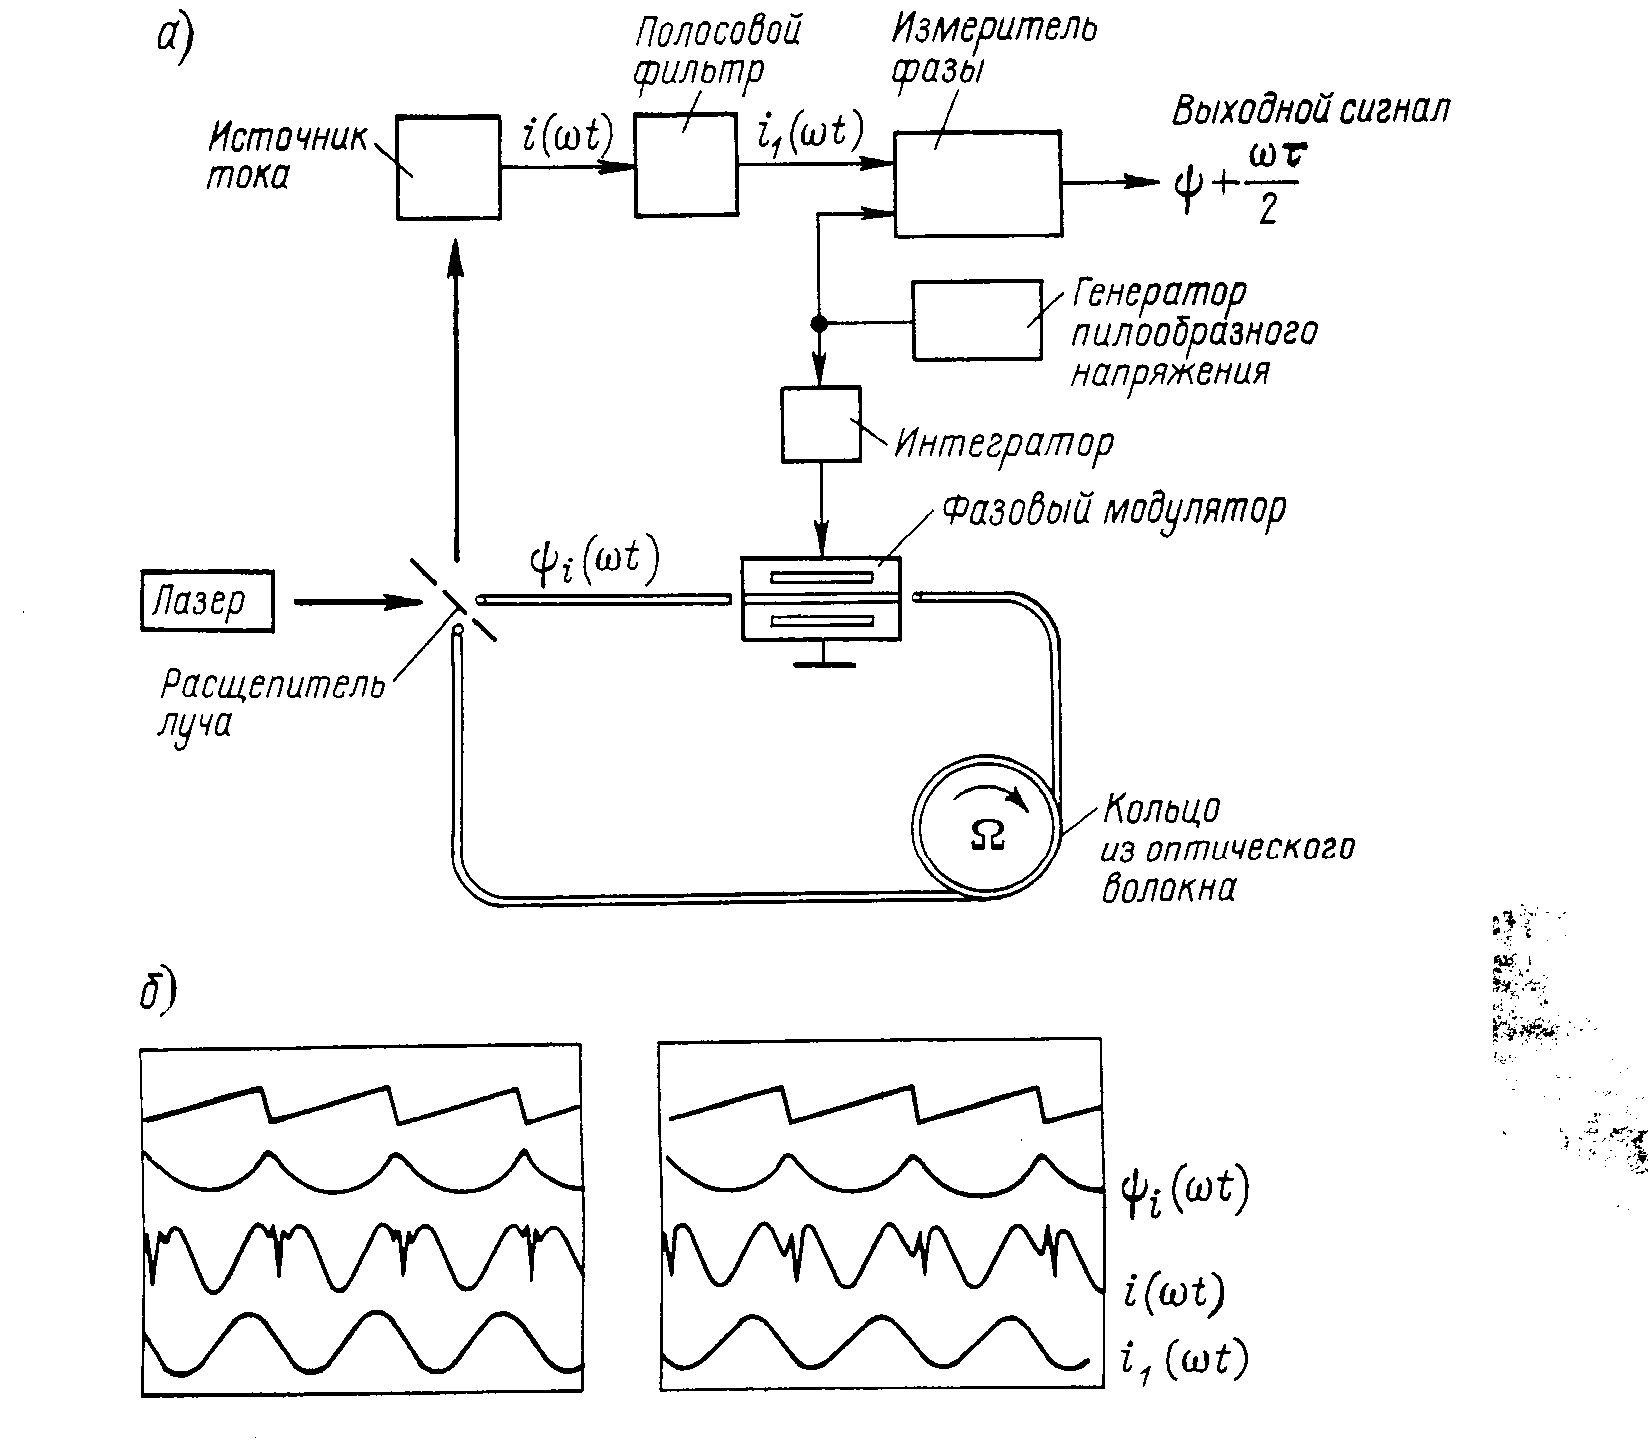 а)
Полосовой
фильтр
Измеритель
фазы
Источник
тока
i(ωt)
i₁(ωt)
Выходной сигнал
ψ + ωτ/2
Генератор
пилообразного
напряжения
Интегратор
Фазовый модулятор
ψᵢ(ωt)
Лазер
Расщепитель
луча
Ω
Кольцо
из оптического
волокна
б)
ψᵢ(ωt)
i(ωt)
i₁(ωt)